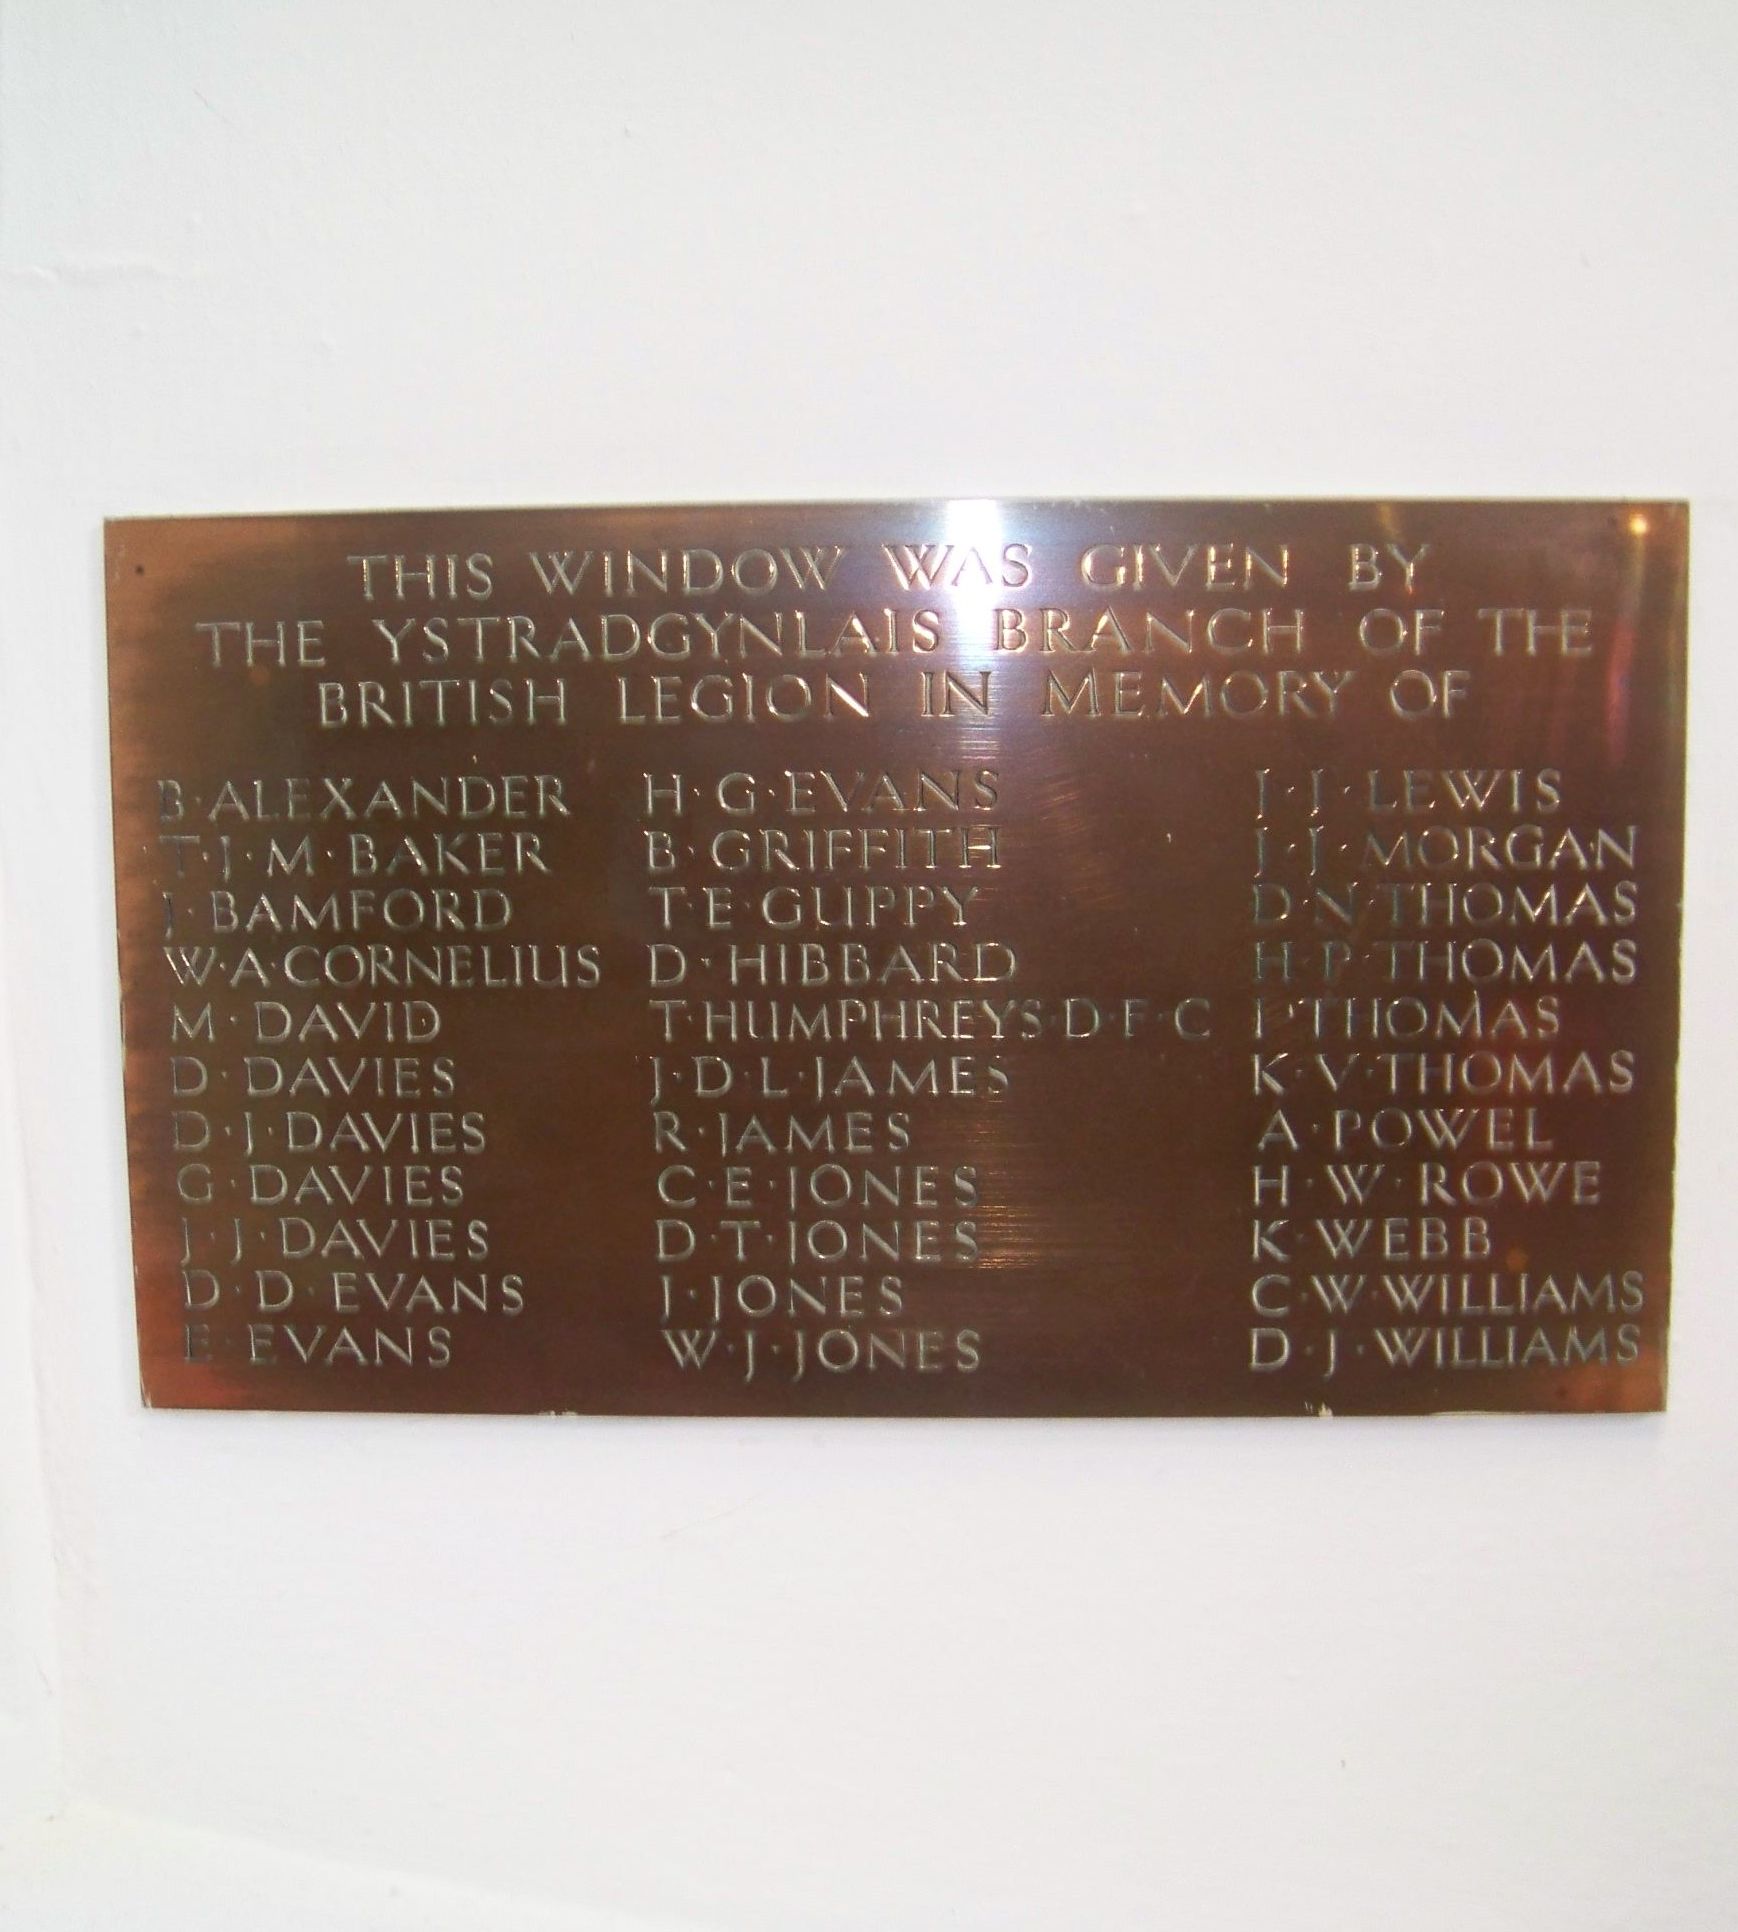 THIS WINDOW WAS GIVEN BY
THE YSTRADGYNLAIS BRANCH OF THE
BRITISH LEGION IN MEMORY OF
B·ALEXANDER
T·J·M·BAKER
J·BAMFORD
W·A·CORNELIUS
M·DAVID
D·DAVIES
D·J·DAVIES
G·DAVIES
J·J·DAVIES
D·D·EVANS
E·EVANS
H·G·EVANS
B·GRIFFITH
T·E·GUPPY
D·HIBBARD
T·HUMPHREYS·D·F·C
J·D·L·JAMES
R·JAMES
C·E·JONES
D·T·JONES
J·JONES
W·J·JONES
J·J·LEWIS
J·J·MORGAN
D·N·THOMAS
H·P·THOMAS
THOMAS
K·V·THOMAS
A·POWEL
H·W·ROWE
K·WEBB
C·W·WILLIAMS
D·J·WILLIAMS